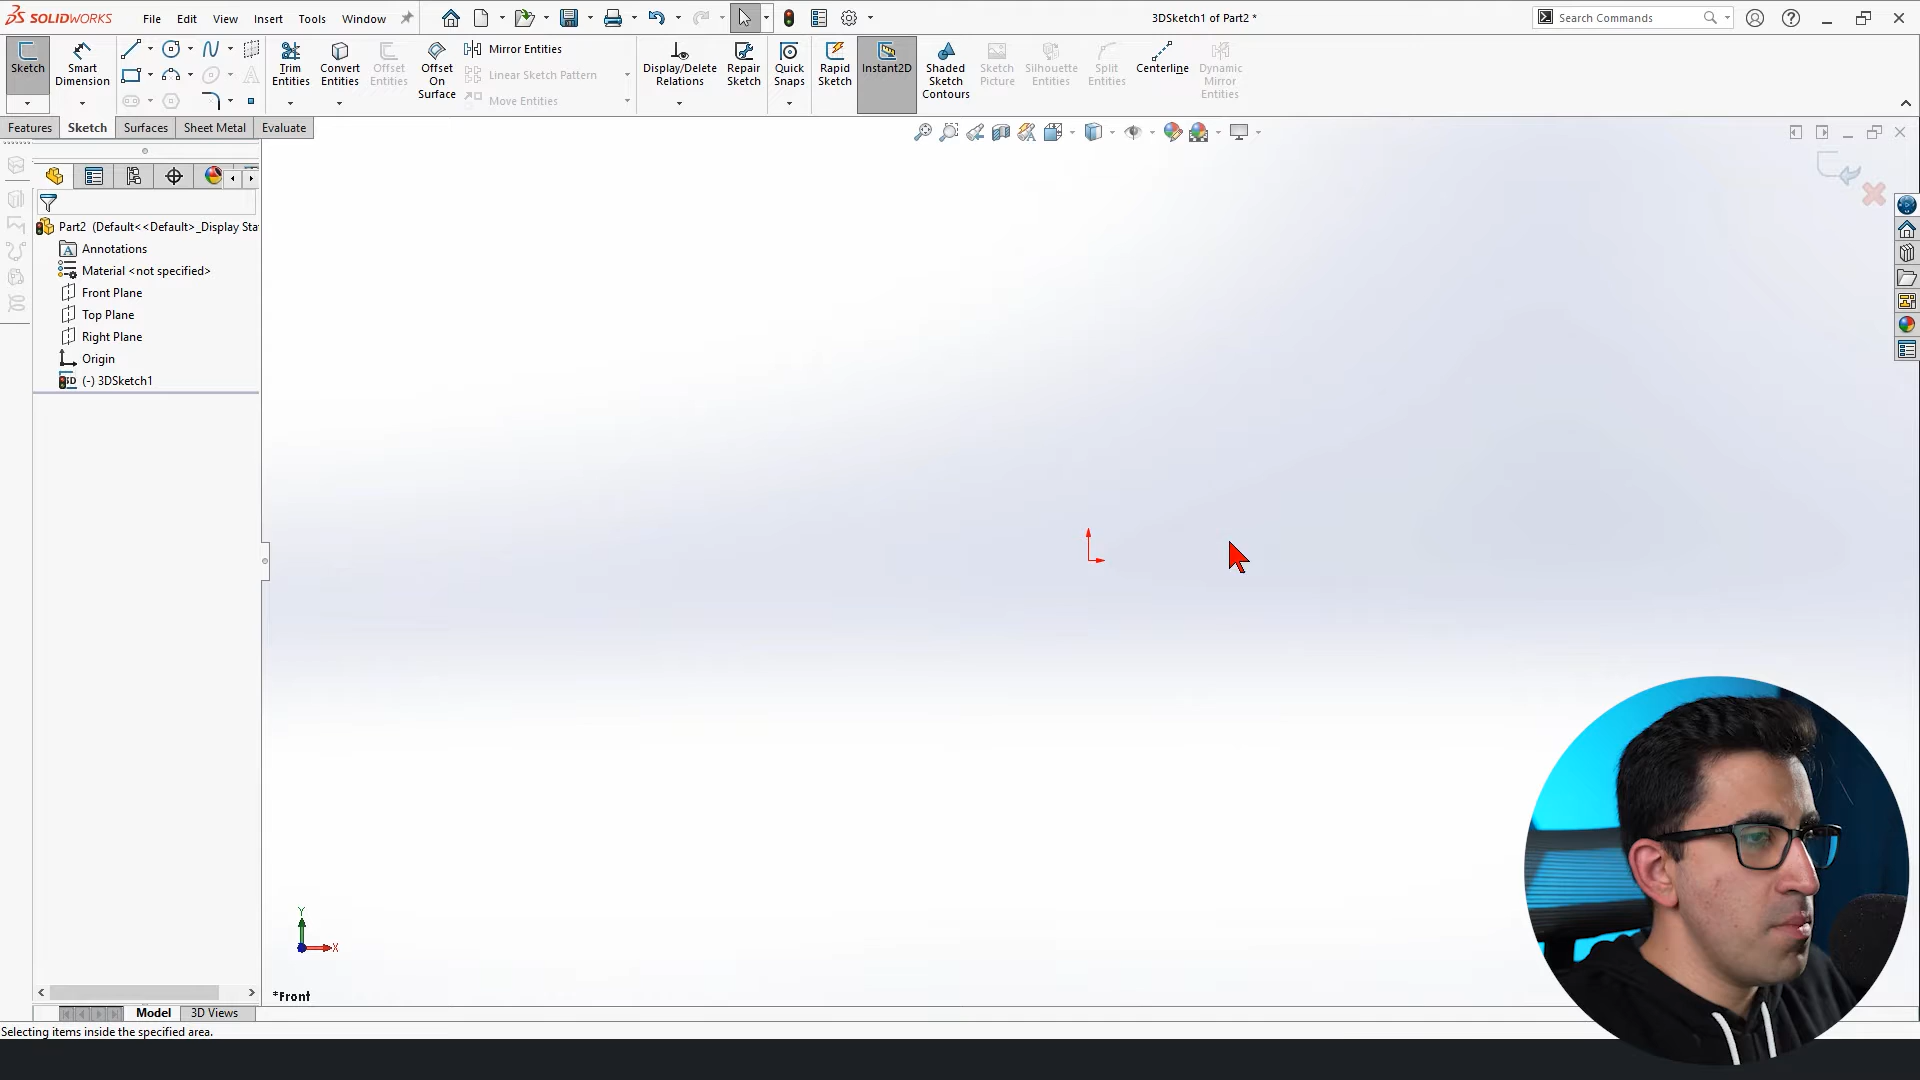 SOLIDWORKS File Edit View Insert Tools Window 3DSketch1 of Part2 * Search Commands
Sketch
Smart Dimension
Trim Entities
Convert Entities
Offset Entities
Offset On Surface
Mirror Entities
Linear Sketch Pattern
Move Entities
Display/Delete Relations
Repair Sketch
Quick Snaps
Rapid Sketch
Instant2D
Shaded Sketch Contours
Sketch Picture
Silhouette Entities
Split Entities
Centerline
Dynamic Mirror Entities
Features Sketch Surfaces Sheet Metal Evaluate
Part2 (Default<<Default>_Display Sta
Annotations
Material <not specified>
Front Plane
Top Plane
Right Plane
Origin
3D (-) 3DSketch1
Y
X
*Front
Model 3D Views
Selecting items inside the specified area.